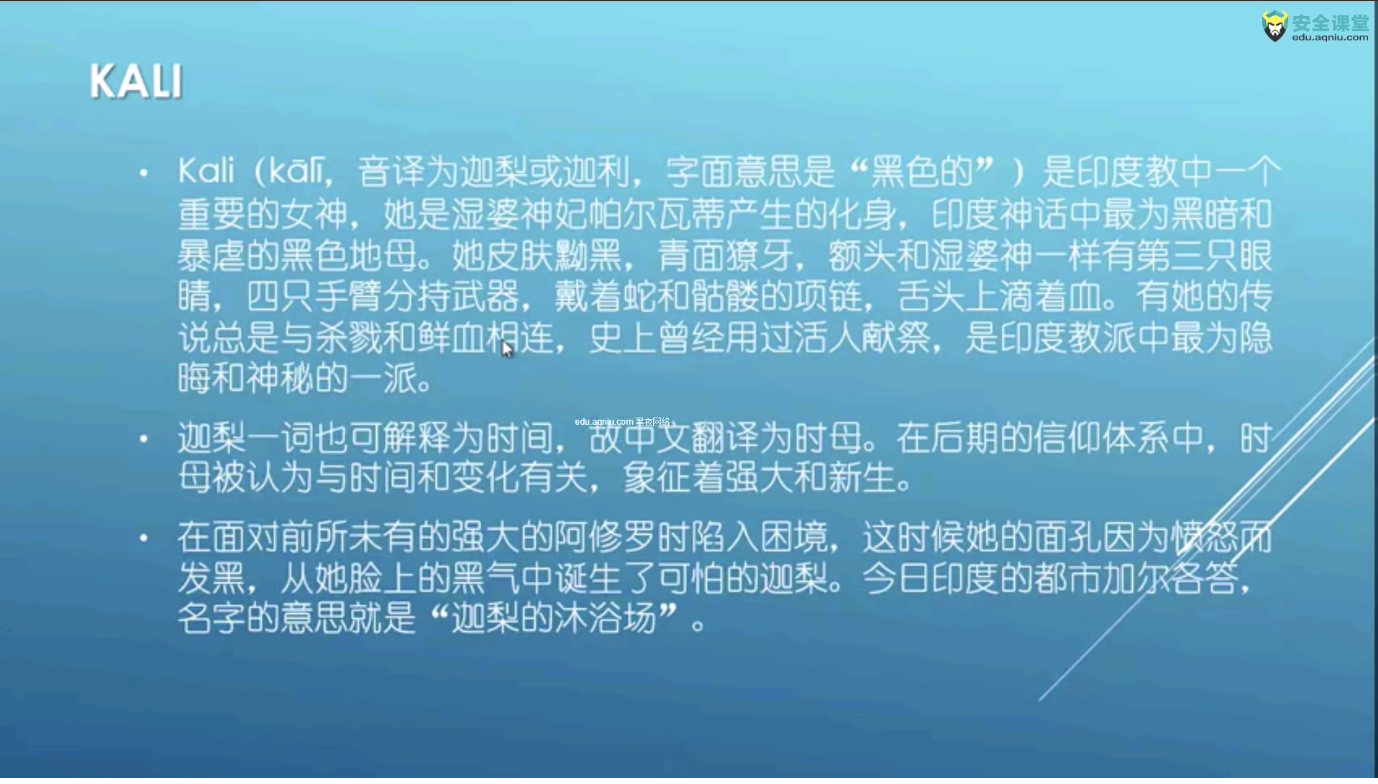 安全课堂
edu.aqniu.com
KALI
• Kali（kālī，音译为迦梨或迦利，字面意思是“黑色的”）是印度教中一个
重要的女神，她是湿婆神妃帕尔瓦蒂产生的化身，印度神话中最为黑暗和
暴虐的黑色地母。她皮肤黝黑，青面獠牙，额头和湿婆神一样有第三只眼
睛，四只手臂分持武器，戴着蛇和骷髅的项链，舌头上滴着血。有她的传
说总是与杀戮和鲜血相连，史上曾经用过活人献祭，是印度教派中最为隐
晦和神秘的一派。
edu.aqniu.com
• 迦梨一词也可解释为时间，故中文翻译为时母。在后期的信仰体系中，时
母被认为与时间和变化有关，象征着强大和新生。
• 在面对前所未有的强大的阿修罗时陷入困境，这时候她的面孔因为愤怒而
发黑，从她脸上的黑气中诞生了可怕的迦梨。今日印度的都市加尔各答，
名字的意思就是“迦梨的沐浴场”。